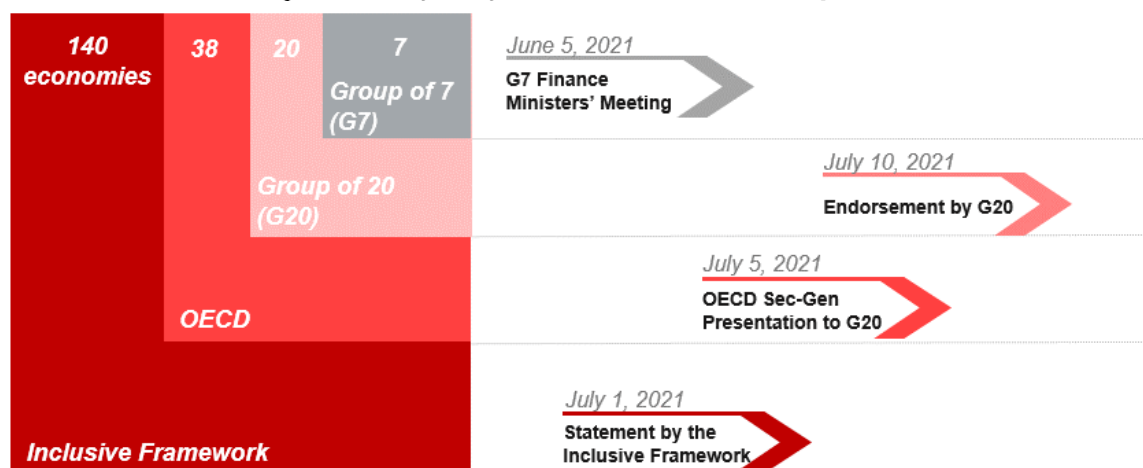 140
economies
38
20
7
Group of 7
(G7)
June 5, 2021
G7 Finance
Ministers' Meeting
Group of 20
(G20)
July 10, 2021
Endorsement by G20
OECD
July 5, 2021
OECD Sec-Gen
Presentation to G20
Inclusive Framework
July 1, 2021
Statement by the
Inclusive Framework